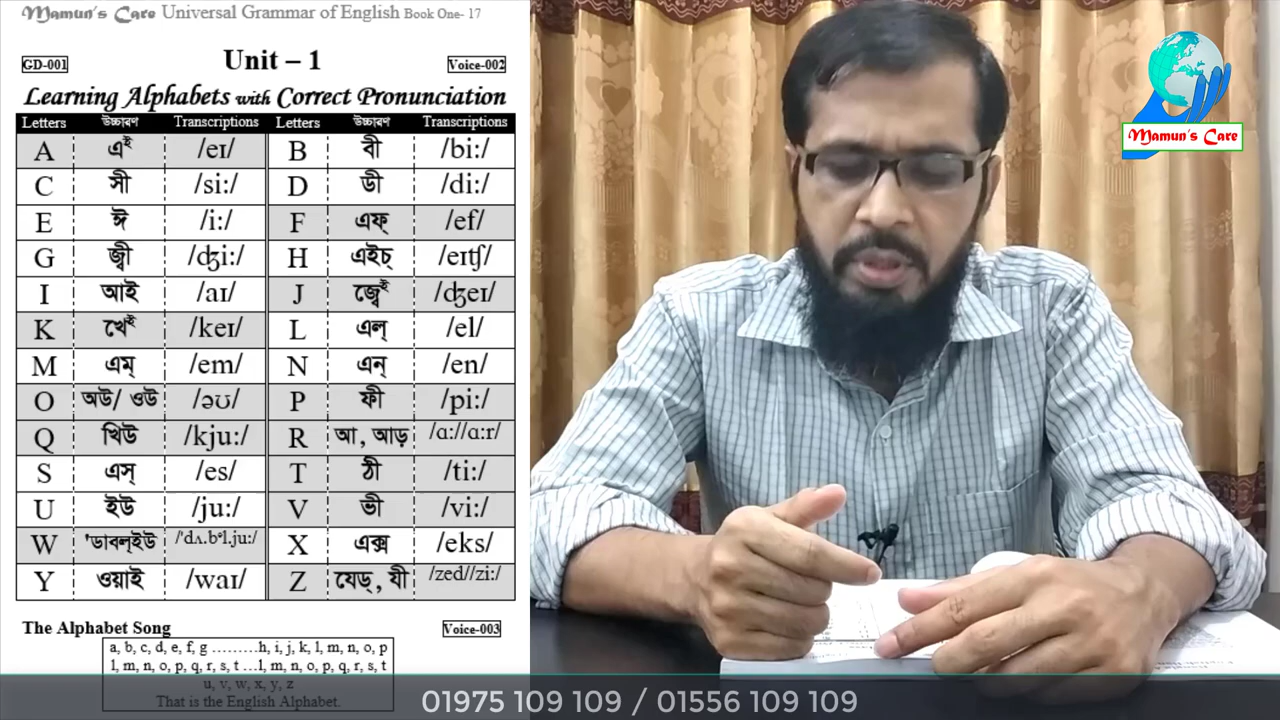 Mamun's Care Universal Grammar of English Book One- 17
GD-001 Unit – 1 Voice-002
Learning Alphabets with Correct Pronunciation
Letters উচ্চারণ Transcriptions Letters উচ্চারণ Transcriptions
A এই /eɪ/ B বী /bi:/
C সী /si:/ D ডী /di:/
E ঈ /i:/ F এফ্ /ef/
G জ্বী /ʤi:/ H এইচ্ /eɪʧ/
I আই /aɪ/ J জ্বেই /ʤeɪ/
K খেই /keɪ/ L এল্ /el/
M এম্ /em/ N এন্ /en/
O অউ/ ওউ /əʊ/ P ফী /pi:/
Q খিউ /kju:/ R আ, আড় /ɑ://ɑ:r/
S এস্ /es/ T ঠী /ti:/
U ইউ /ju:/ V ভী /vi:/
W 'ডাবল্ইউ /'dʌ.bᵊl.ju:/ X এক্স /eks/
Y ওয়াই /waɪ/ Z যেড্, যী /zed//zi:/
The Alphabet Song Voice-003
a, b, c, d, e, f, g .........h, i, j, k, l, m, n, o, p
l, m, n, o, p, q, r, s, t ...l, m, n, o, p, q, r, s, t
u, v, w, x, y, z
That is the English Alphabet.
Mamun's Care
01975 109 109 / 01556 109 109